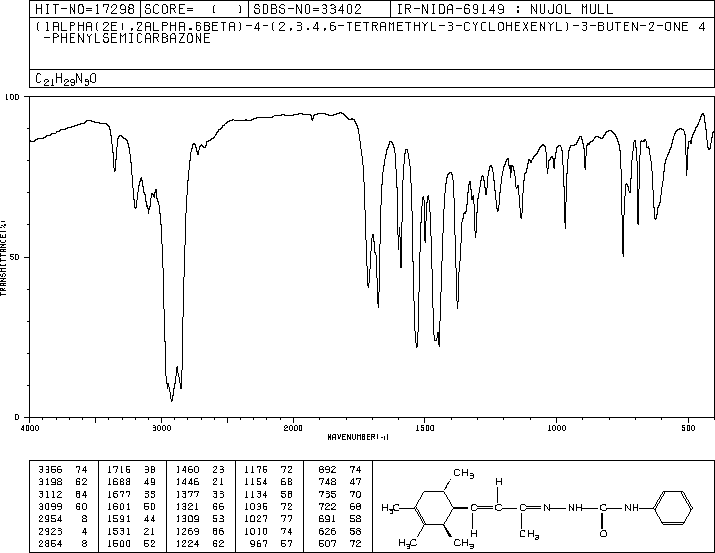 HIT-NO=17298 SCORE= ( ) SDBS-NO=33402 IR-NIDA-69149 : NUJOL MULL
(1ALPHA(2E),2ALPHA,6BETA)-4-(2,3,4,6-TETRAMETHYL-3-CYCLOHEXENYL)-3-BUTEN-2-ONE 4
-PHENYLSEMICARBAZONE
C21H29N3O
100
50
0
TRANSMITTANCE(%)
4000 3000 2000 1500 1000 500
WAVENUMBER(-1)
3356 74 1716 38 1460 23 1176 72 892 74
3198 62 1688 49 1446 21 1154 68 748 47
3112 64 1677 33 1377 33 1134 58 735 70
3099 60 1601 50 1321 66 1036 72 722 68
2954 8 1591 44 1309 53 1027 77 691 58
2923 4 1531 21 1269 86 1010 74 626 58
2854 8 1500 52 1224 62 967 57 507 72
CH3
H
H3C
N NH C NH
H3C
CH3
H
CH3
O